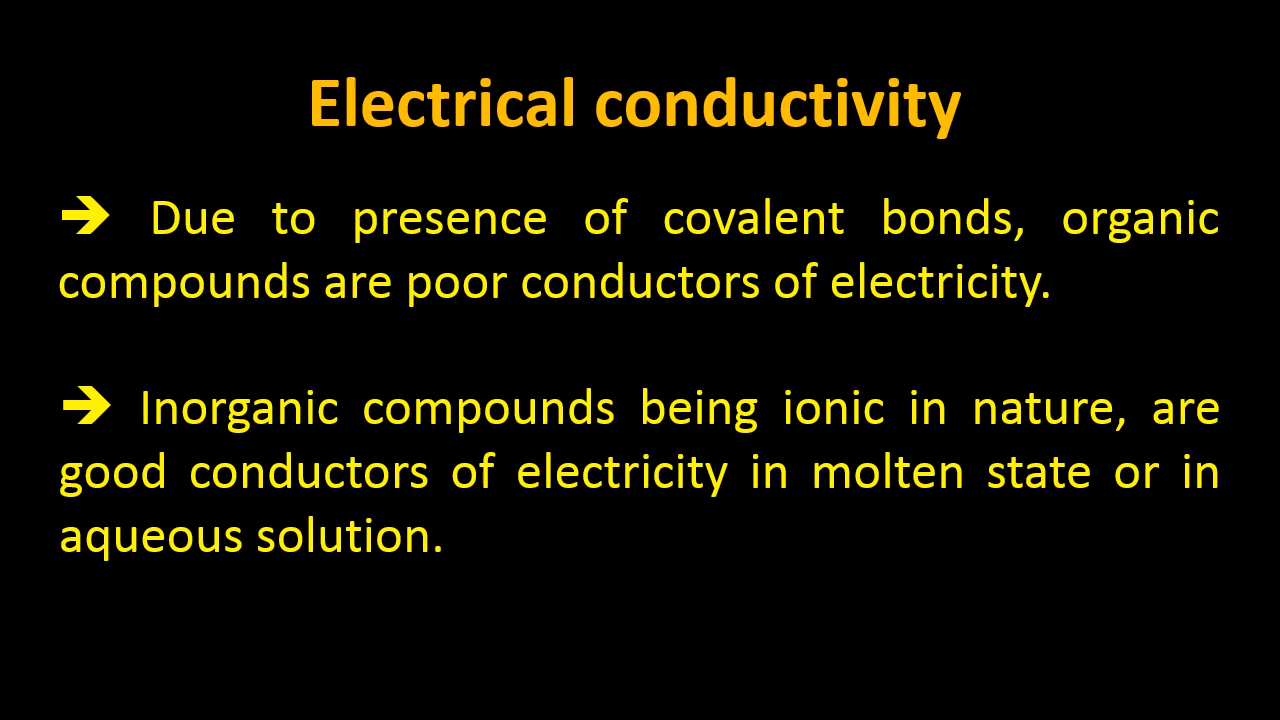 Electrical conductivity
➔ Due to presence of covalent bonds, organic
compounds are poor conductors of electricity.
➔ Inorganic compounds being ionic in nature, are
good conductors of electricity in molten state or in
aqueous solution.